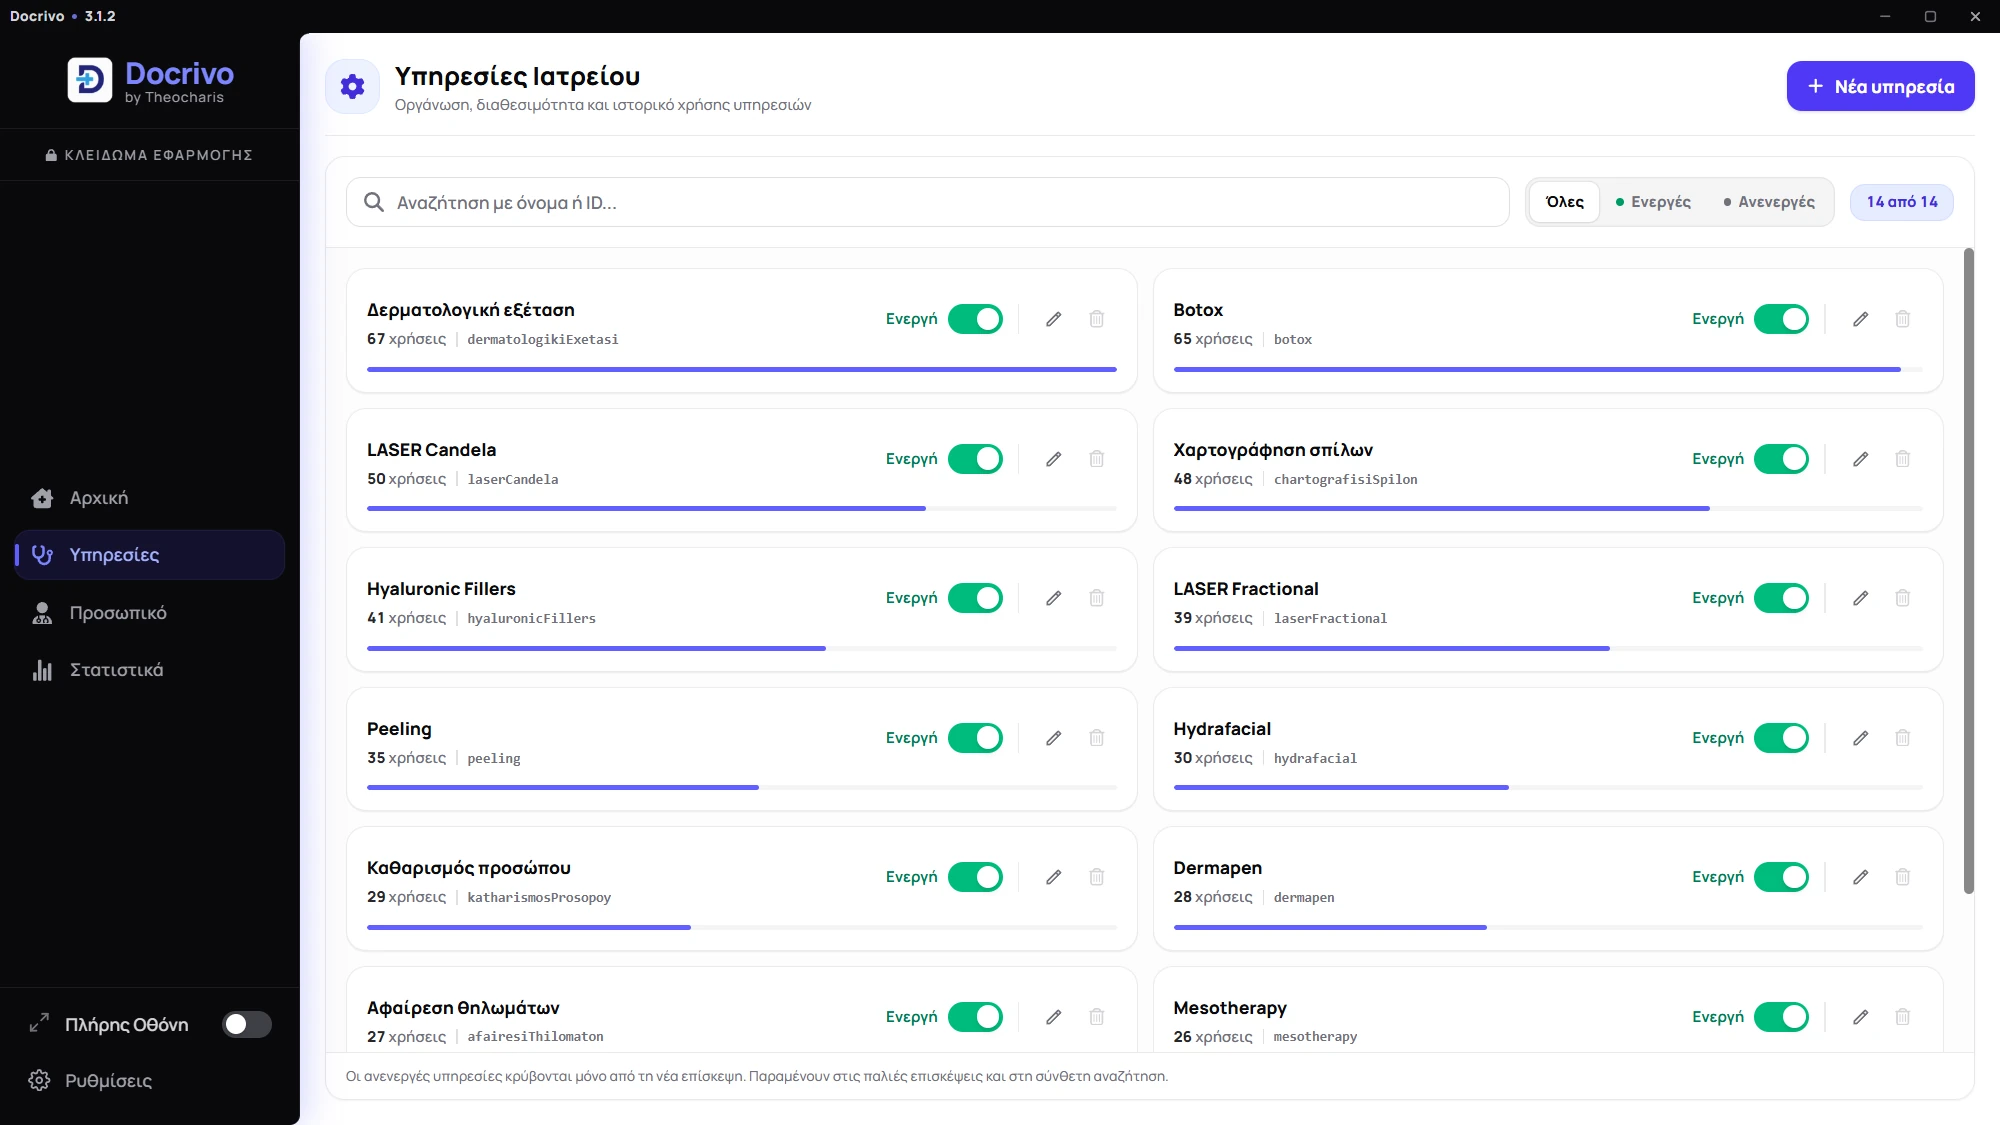 Docrivo • 3.1.2
Docrivo
by Theocharis
ΚΛΕΙΔΩΜΑ ΕΦΑΡΜΟΓΗΣ
Αρχική
Υπηρεσίες
Προσωπικό
Στατιστικά
Πλήρης Οθόνη
Ρυθμίσεις
Υπηρεσίες Ιατρείου
Οργάνωση, διαθεσιμότητα και ιστορικό χρήσης υπηρεσιών
+ Νέα υπηρεσία
Αναζήτηση με όνομα ή ID...
Όλες
Ενεργές
Ανενεργές
14 από 14
Δερματολογική εξέταση
67 χρήσεις | dermatologikiExetasi
Ενεργή
Botox
65 χρήσεις | botox
Ενεργή
LASER Candela
50 χρήσεις | laserCandela
Ενεργή
Χαρτογράφηση σπίλων
48 χρήσεις | chartografisiSpilon
Ενεργή
Hyaluronic Fillers
41 χρήσεις | hyaluronicFillers
Ενεργή
LASER Fractional
39 χρήσεις | laserFractional
Ενεργή
Peeling
35 χρήσεις | peeling
Ενεργή
Hydrafacial
30 χρήσεις | hydrafacial
Ενεργή
Καθαρισμός προσώπου
29 χρήσεις | katharismosProsopoy
Ενεργή
Dermapen
28 χρήσεις | dermapen
Ενεργή
Αφαίρεση θηλωμάτων
27 χρήσεις | afairesiThilomaton
Ενεργή
Mesotherapy
26 χρήσεις | mesotherapy
Ενεργή
Οι ανενεργές υπηρεσίες κρύβονται μόνο από τη νέα επίσκεψη. Παραμένουν στις παλιές επισκέψεις και στη σύνθετη αναζήτηση.